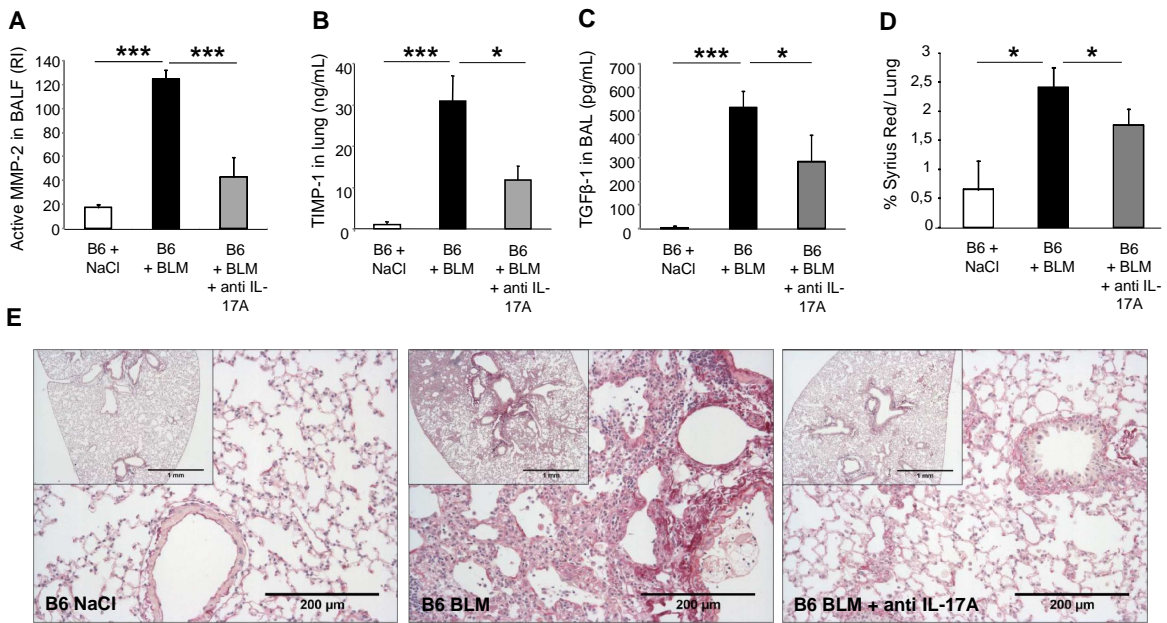 A
Active MMP-2 in BALF (RI)
*** ***
140
120
100
80
60
40
20
0
B6 +
NaCl
B6
+ BLM
B6
+ BLM
+ anti IL-
17A
B
TIMP-1 in lung (ng/mL)
*** *
40
30
20
10
0
B6 +
NaCl
B6
+ BLM
B6
+ BLM
+ anti IL-
17A
C
TGFβ-1 in BAL (pg/mL)
*** *
700
600
500
400
300
200
100
0
B6 +
NaCl
B6
+ BLM
B6
+ BLM
+ anti IL-
17A
D
% Syrius Red/ Lung
* *
3
2,5
2
1,5
1
0,5
0
B6 +
NaCl
B6
+ BLM
B6
+ BLM
+ anti IL-
17A
E
1 mm
200 µm
B6 NaCl
1 mm
200 µm
B6 BLM
1 mm
200 µm
B6 BLM + anti IL-17A